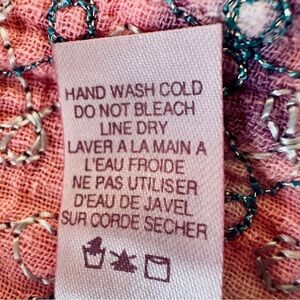 HAND WASH COLD
DO NOT BLEACH
LINE DRY
LAVER A LA MAIN A
L'EAU FROIDE
NE PAS UTILISER
D'EAU DE JAVEL
SUR CORDE SECHER